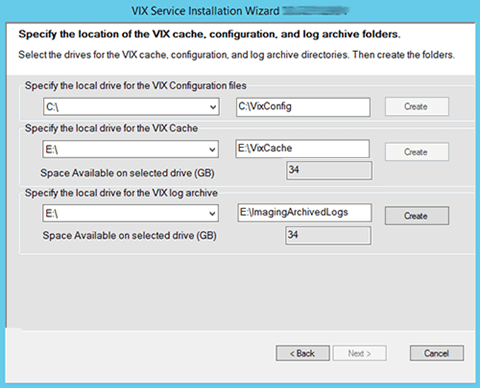 VIX Service Installation Wizard
Specify the location of the VIX cache, configuration, and log archive folders.
Select the drives for the VIX cache, configuration, and log archive directories. Then create the folders.
Specify the local drive for the VIX Configuration files
C:\ C:\VixConfig Create
Specify the local drive for the VIX Cache
E:\ E:\VixCache Create
Space Available on selected drive (GB) 34
Specify the local drive for the VIX log archive
E:\ E:\ImagingArchivedLogs Create
Space Available on selected drive (GB) 34
< Back Next > Cancel